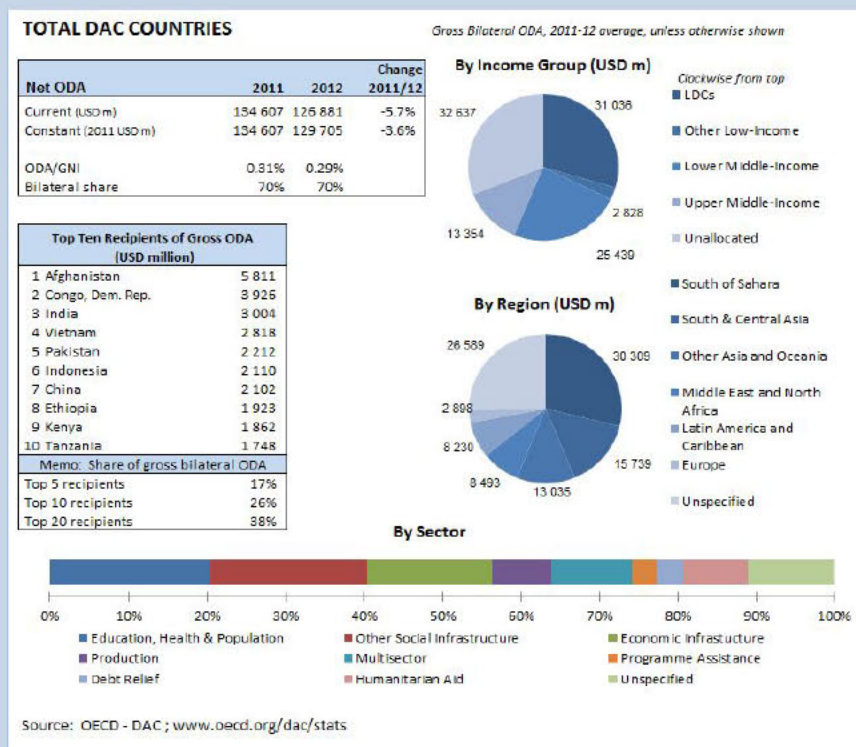 TOTAL DAC COUNTRIES
Gross Bilateral ODA, 2011-12 average, unless otherwise shown
Net ODA 2011 2012 Change 2011/12
Current (USD m) 134 607 126 881 -5.7%
Constant (2011 USD m) 134 607 129 705 -3.6%
ODA/GNI 0.31% 0.29%
Bilateral share 70% 70%
Top Ten Recipients of Gross ODA
(USD million)
1 Afghanistan 5 811
2 Congo, Dem. Rep. 3 926
3 India 3 004
4 Vietnam 2 818
5 Pakistan 2 212
6 Indonesia 2 110
7 China 2 102
8 Ethiopia 1 923
9 Kenya 1 862
10 Tanzania 1 748
Memo: Share of gross bilateral ODA
Top 5 recipients 17%
Top 10 recipients 26%
Top 20 recipients 38%
By Income Group (USD m)
32 637
31 036
2 828
25 439
13 354
Clockwise from top
LDCs
Other Low-Income
Lower Middle-Income
Upper Middle-Income
Unallocated
By Region (USD m)
26 589
30 309
2 898
8 230
8 493
13 035
15 739
South of Sahara
South & Central Asia
Other Asia and Oceania
Middle East and North
Africa
Latin America and
Caribbean
Europe
Unspecified
By Sector
0% 10% 20% 30% 40% 50% 60% 70% 80% 90% 100%
Education, Health & Population Other Social Infrastructure Economic Infrastucture
Production Multisector Programme Assistance
Debt Relief Humanitarian Aid Unspecified
Source: OECD - DAC ; www.oecd.org/dac/stats